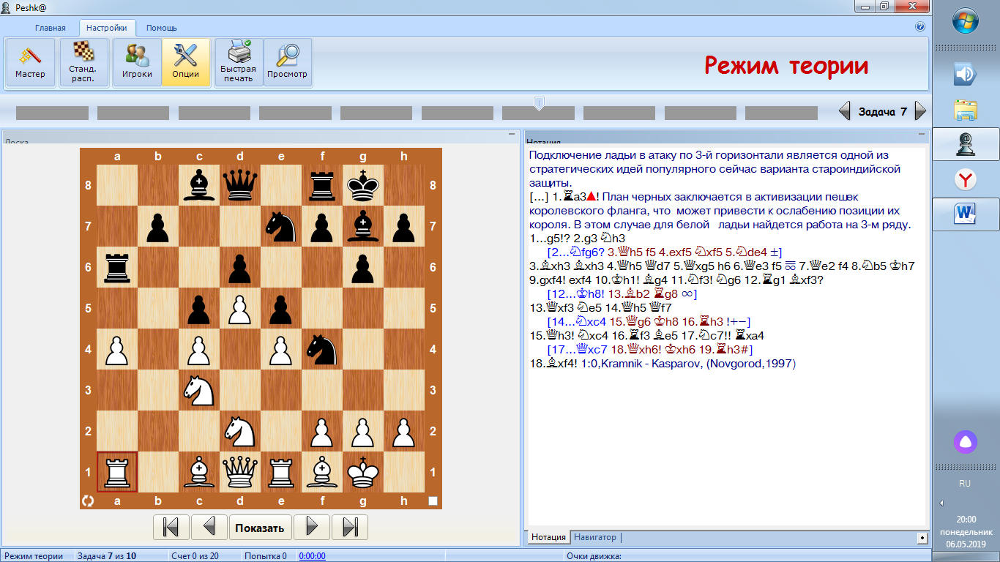 Peshk@
Главная Настройки Помощь
Мастер Станд. расп. Игроки Опции Быстрая печать Просмотр
Режим теории
Задача 7
Доска
a b c d e f g h
8 8
7 7
6 6
5 5
4 4
3 3
2 2
1 1
a b c d e f g h
Показать
Нотация
Подключение ладьи в атаку по 3-й горизонтали является одной из
стратегических идей популярного сейчас варианта староиндийской
защиты.
[...] 1.♖a3▲! План черных заключается в активизации пешек
королевского фланга, что может привести к ослаблению позиции их
короля. В этом случае для белой ладьи найдется работа на 3-м ряду.
1...g5!? 2.g3 ♘h3
[2...♘fg6? 3.♕h5 f5 4.exf5 ♘xf5 5.♘de4 ±]
3.♗xh3 ♗xh3 4.♕h5 ♕d7 5.♕xg5 h6 6.♕e3 f5 ⯹ 7.♕e2 f4 8.♘b5 ♔h7
9.gxf4! exf4 10.♔h1! ♗g4 11.♘f3! ♘g6 12.♖g1 ♗xf3?
[12...♔h8! 13.♗b2 ♖g8 ∞]
13.♕xf3 ♘e5 14.♕h5 ♕f7
[14...♘xc4 15.♕g6 ♔h8 16.♖h3 !+−]
15.♕h3! ♘xc4 16.♖f3 ♗e5 17.♘c7!! ♖xa4
[17...♕xc7 18.♕xh6! ♔xh6 19.♖h3#]
18.♗xf4! 1:0,Kramnik - Kasparov, (Novgorod,1997)
Нотация Навигатор
Режим теории Задача 7 из 10 Счет 0 из 20 Попытка 0 0:00:00 Очки движка:
RU
20:00
понедельник
06.05.2019